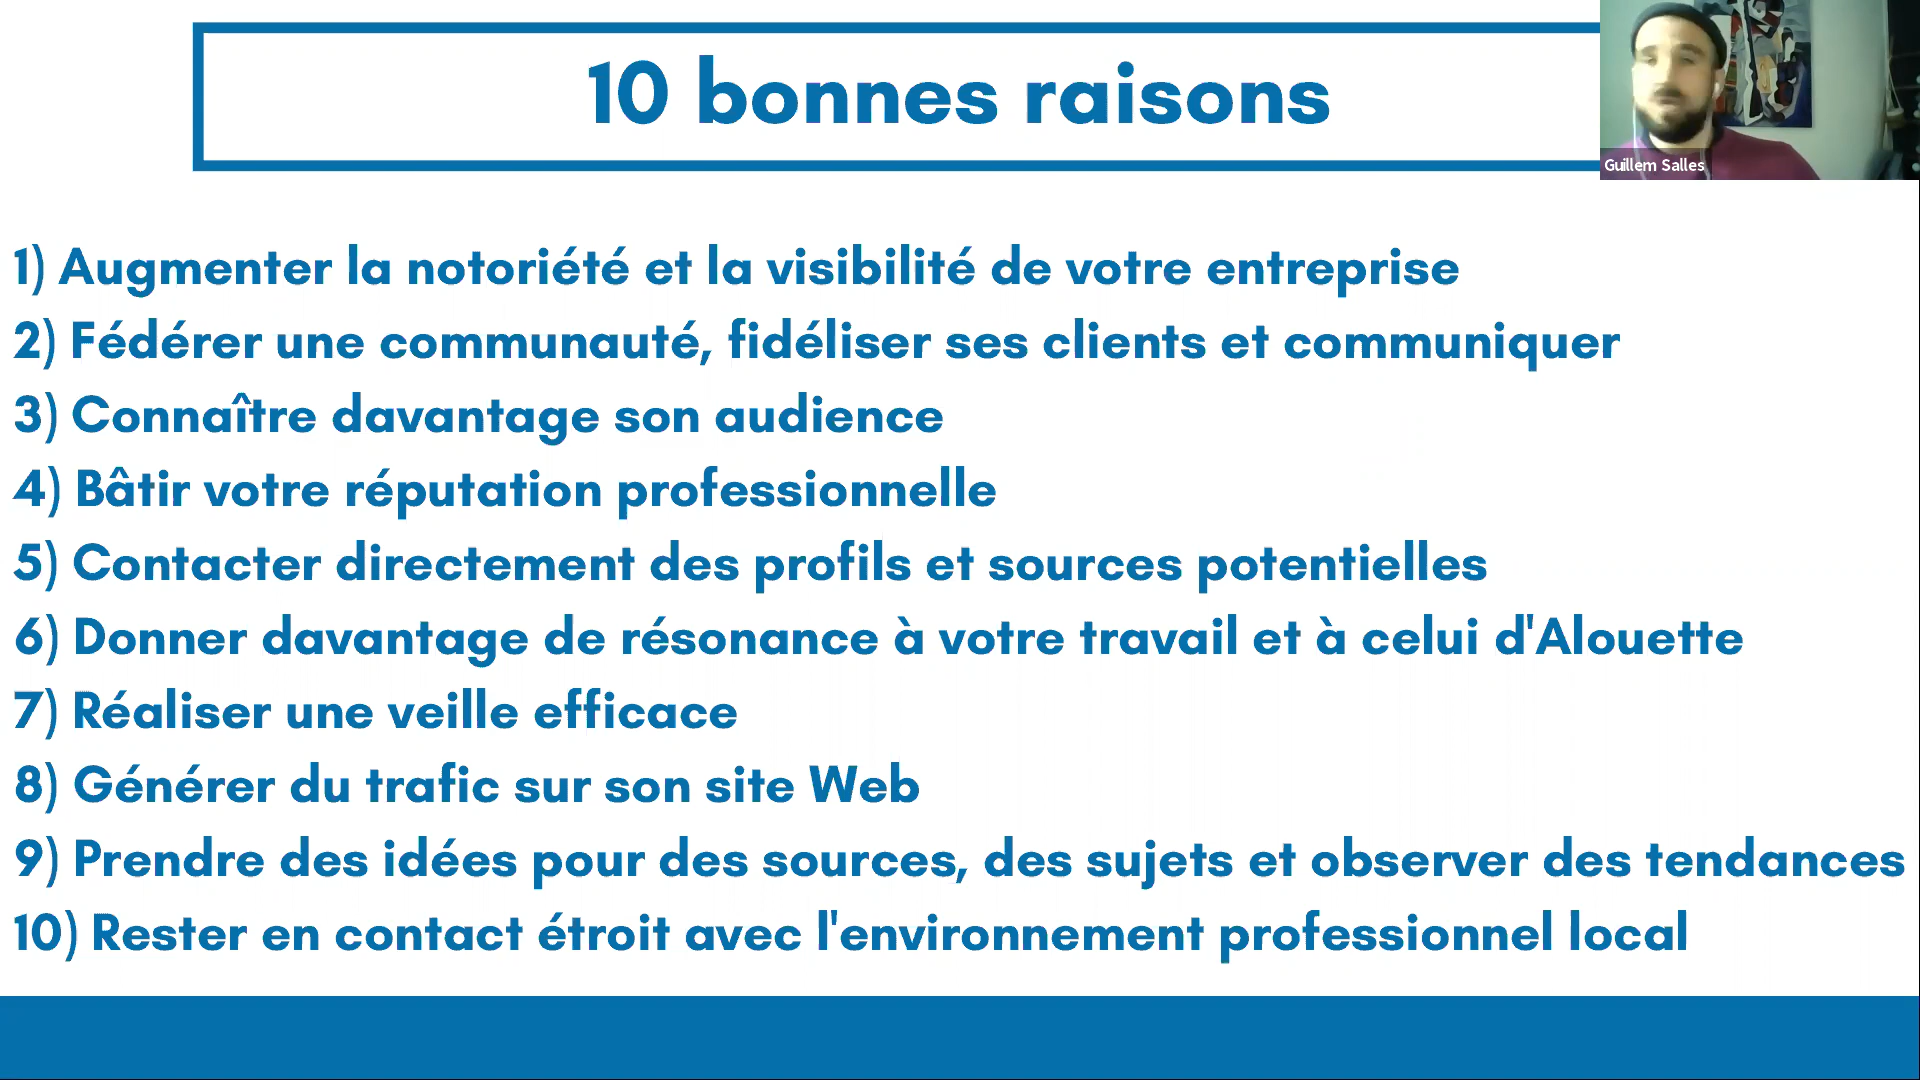 10 bonnes raisons
Guillem Salles
1) Augmenter la notoriété et la visibilité de votre entreprise
2) Fédérer une communauté, fidéliser ses clients et communiquer
3) Connaître davantage son audience
4) Bâtir votre réputation professionnelle
5) Contacter directement des profils et sources potentielles
6) Donner davantage de résonance à votre travail et à celui d'Alouette
7) Réaliser une veille efficace
8) Générer du trafic sur son site Web
9) Prendre des idées pour des sources, des sujets et observer des tendances
10) Rester en contact étroit avec l'environnement professionnel local